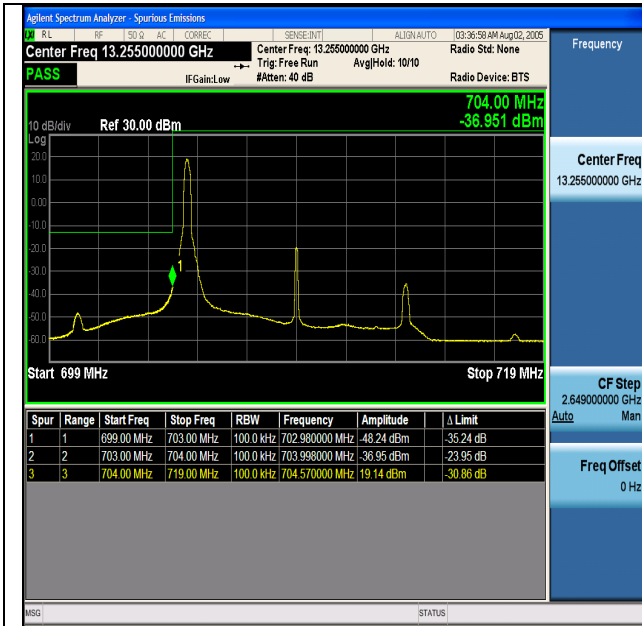 Agilent Spectrum Analyzer - Spurious Emissions
RL RF 50 Ω AC CORREC SENSE:INT ALIGN AUTO 03:36:58 AM Aug 02, 2005
Center Freq 13.255000000 GHz
Center Freq: 13.255000000 GHz
Radio Std: None
Trig: Free Run Avg|Hold: 10/10
PASS
IFGain:Low
#Atten: 40 dB
Radio Device: BTS
704.00 MHz
-36.951 dBm
10 dB/div Ref 30.00 dBm
Log
20.0
10.0
0.00
-10.0
-20.0
-30.0
-40.0
-50.0
-60.0
1
Start 699 MHz Stop 719 MHz
Spur Range Start Freq Stop Freq RBW Frequency Amplitude Δ Limit
1 1 699.00 MHz 703.00 MHz 100.0 kHz 702.980000 MHz -48.24 dBm -35.24 dB
2 2 703.00 MHz 704.00 MHz 100.0 kHz 703.998000 MHz -36.95 dBm -23.95 dB
3 3 704.00 MHz 719.00 MHz 100.0 kHz 704.570000 MHz 19.14 dBm -30.86 dB
Frequency
Center Freq
13.255000000 GHz
CF Step
2.649000000 GHz
Auto Man
Freq Offset
0 Hz
MSG STATUS